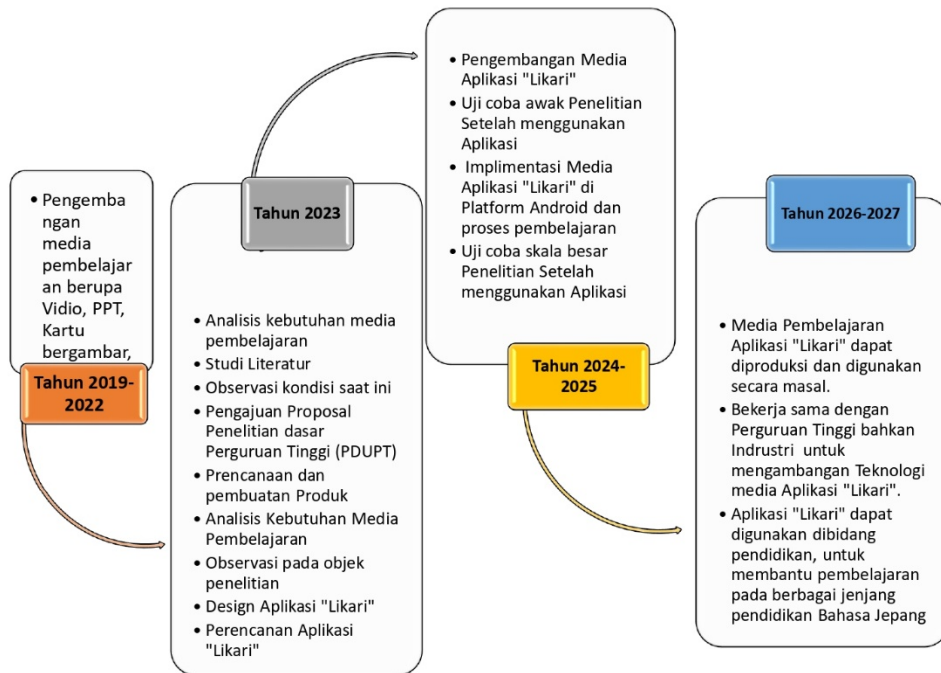 • Pengemba
ngan
media
pembelajar
an berupa
Vidio, PPT,
Kartu
bergambar,
Tahun 2019-
2022
Tahun 2023
• Analisis kebutuhan media
pembelajaran
• Studi Literatur
• Observasi kondisi saat ini
• Pengajuan Proposal
Penelitian dasar
Perguruan Tinggi (PDUPT)
• Prencanaan dan
pembuatan Produk
• Analisis Kebutuhan Media
Pembelajaran
• Observasi pada objek
penelitian
• Design Aplikasi "Likari"
• Perencanan Aplikasi
"Likari"
• Pengembangan Media
Aplikasi "Likari"
• Uji coba awak Penelitian
Setelah menggunakan
Aplikasi
• Implimentasi Media
Aplikasi "Likari" di
Platform Android dan
proses pembelajaran
• Uji coba skala besar
Penelitian Setelah
menggunakan Aplikasi
Tahun 2024-
2025
Tahun 2026-2027
• Media Pembelajaran
Aplikasi "Likari" dapat
diproduksi dan digunakan
secara masal.
• Bekerja sama dengan
Perguruan Tinggi bahkan
Indrustri untuk
mengambangan Teknologi
media Aplikasi "Likari".
• Aplikasi "Likari" dapat
digunakan dibidang
pendidikan, untuk
membantu pembelajaran
pada berbagai jenjang
pendidikan Bahasa Jepang